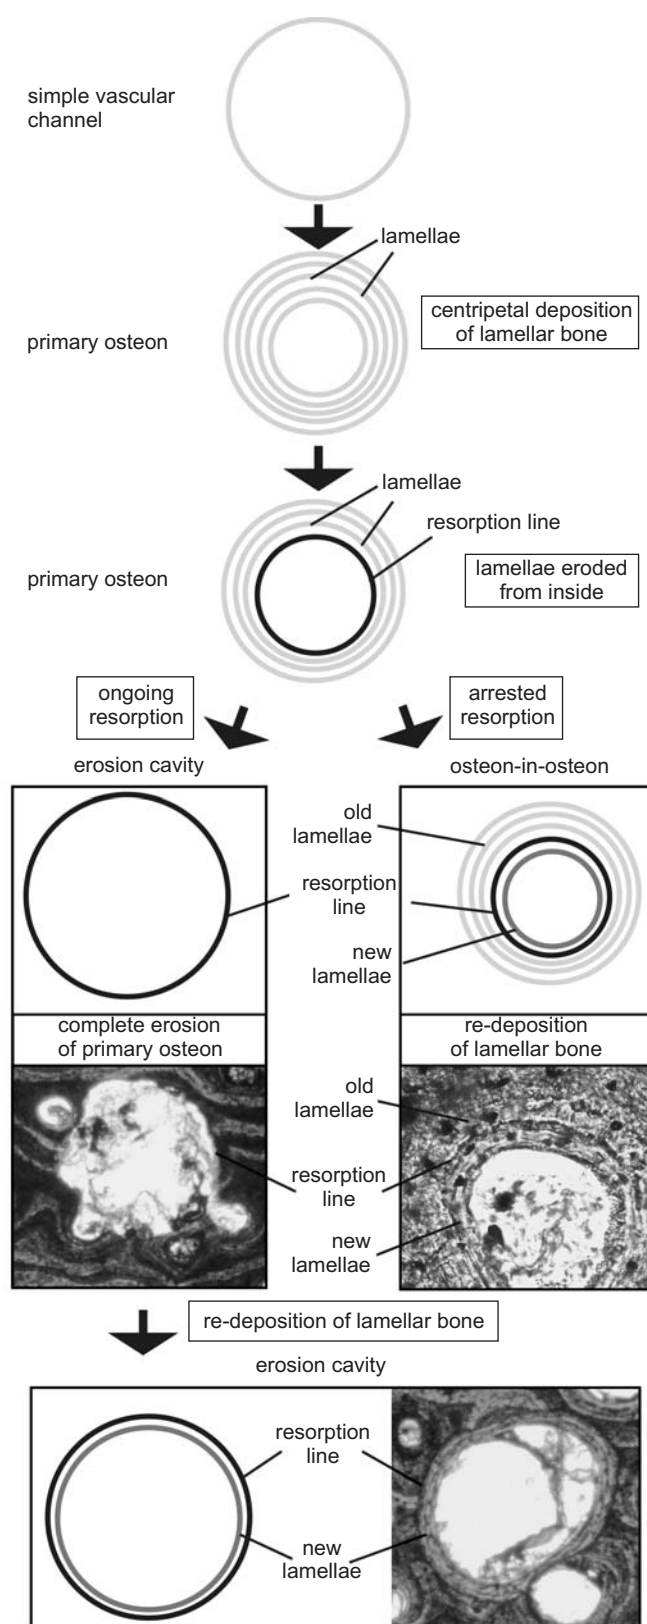 simple vascular
channel
lamellae
centripetal deposition
of lamellar bone
primary osteon
lamellae
resorption line
primary osteon
lamellae eroded
from inside
ongoing
resorption
arrested
resorption
erosion cavity
osteon-in-osteon
old
lamellae
resorption
line
new
lamellae
complete erosion
of primary osteon
re-deposition
of lamellar bone
old
lamellae
resorption
line
new
lamellae
re-deposition of lamellar bone
erosion cavity
resorption
line
new
lamellae